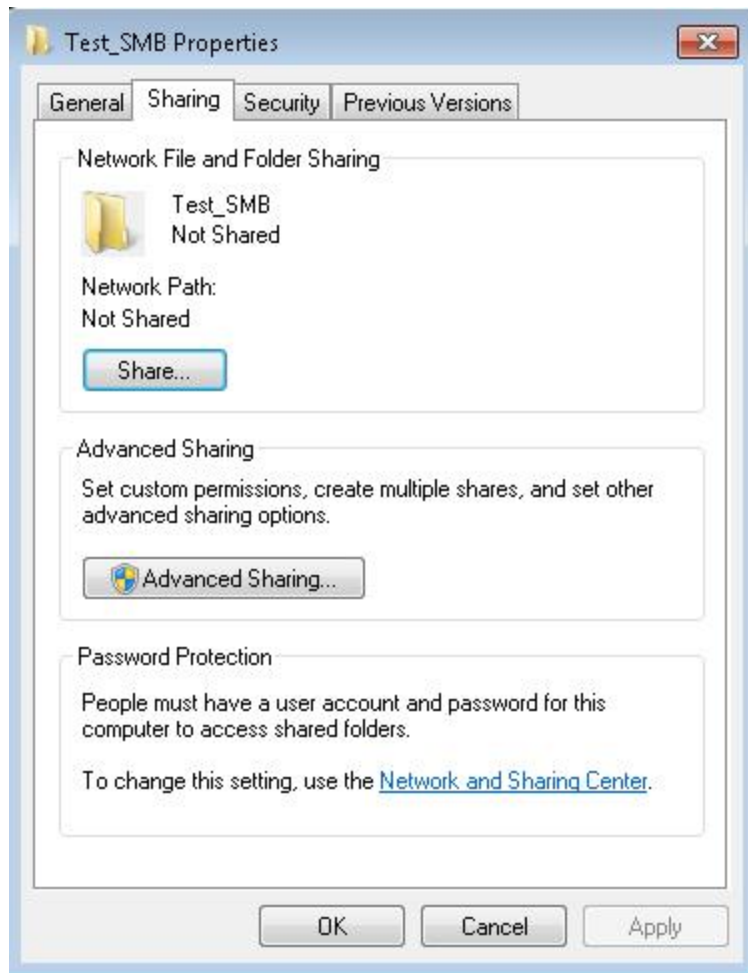 Test_SMB Properties
General Sharing Security Previous Versions
Network File and Folder Sharing
Test_SMB
Not Shared
Network Path:
Not Shared
Share...
Advanced Sharing
Set custom permissions, create multiple shares, and set other
advanced sharing options.
Advanced Sharing...
Password Protection
People must have a user account and password for this
computer to access shared folders.
To change this setting, use the Network and Sharing Center.
OK Cancel Apply